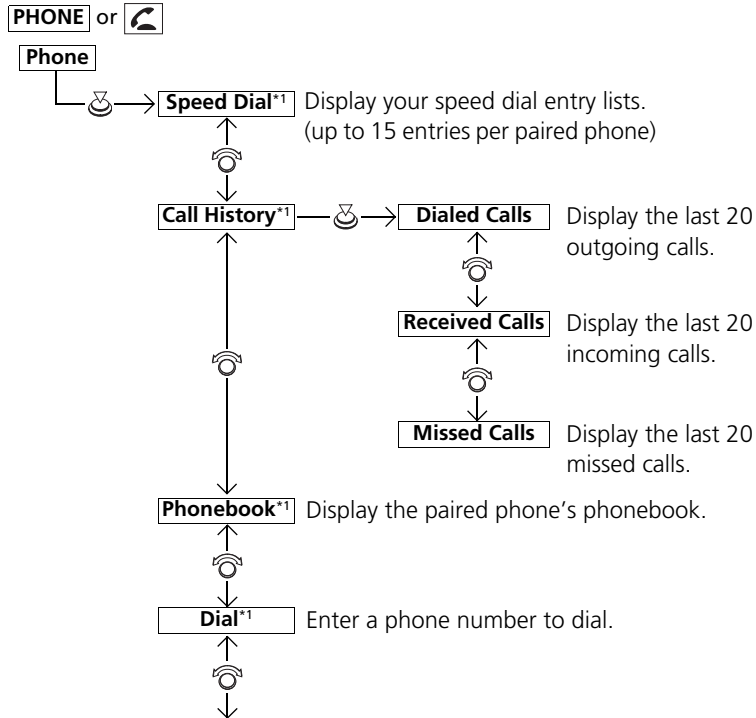 PHONE or
Phone
Speed Dial*1 Display your speed dial entry lists.
(up to 15 entries per paired phone)
Call History*1 Dialed Calls Display the last 20
outgoing calls.
Received Calls Display the last 20
incoming calls.
Missed Calls Display the last 20
missed calls.
Phonebook*1 Display the paired phone's phonebook.
Dial*1 Enter a phone number to dial.